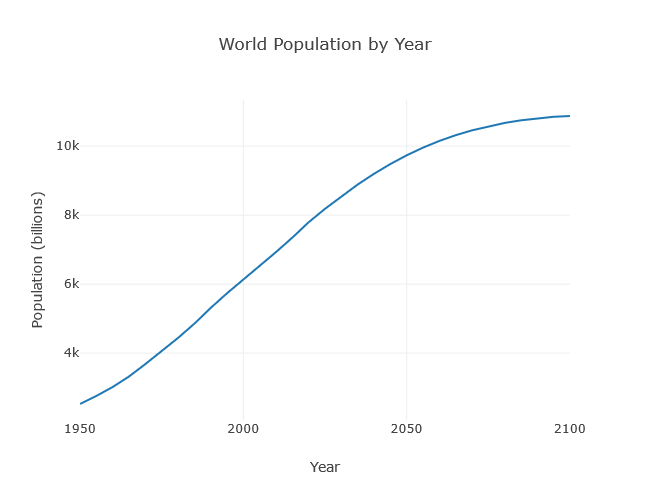 World Population by Year
Population (billions)
10k
8k
6k
4k
1950
2000
2050
2100
Year